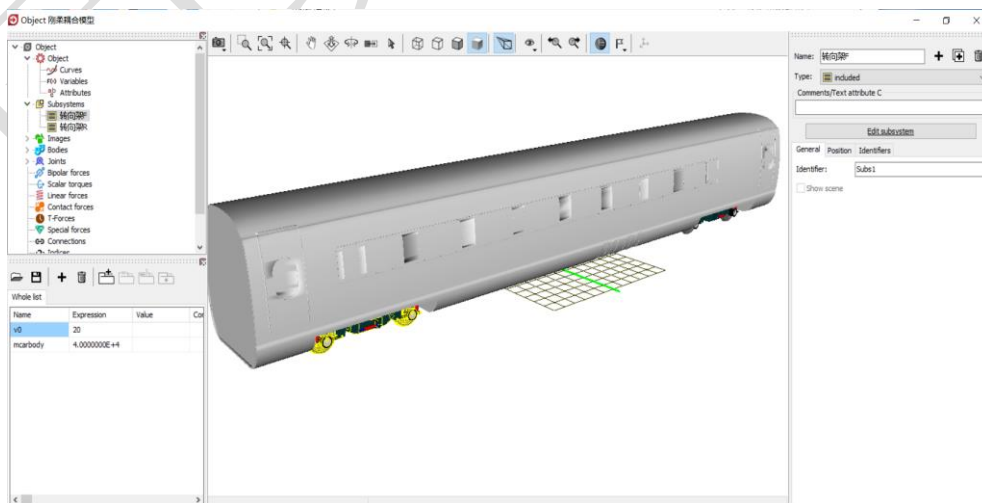 Object 刚柔耦合模型
Object
Object
Curves
Variables
Attributes
Subsystems
转向架F
转向架R
Images
Bodies
Joints
Bipolar forces
Scalar torques
Linear forces
Contact forces
T-Forces
Special forces
Connections
Indices
Whole list
Name Expression Value Cor
v0 20
mcarbody 4.0000000E+4
Name: 转向架F
Type: included
Comments/Text attribute C
Edit subsystem
General Position Identifiers
Identifier: Subs1
Show scene